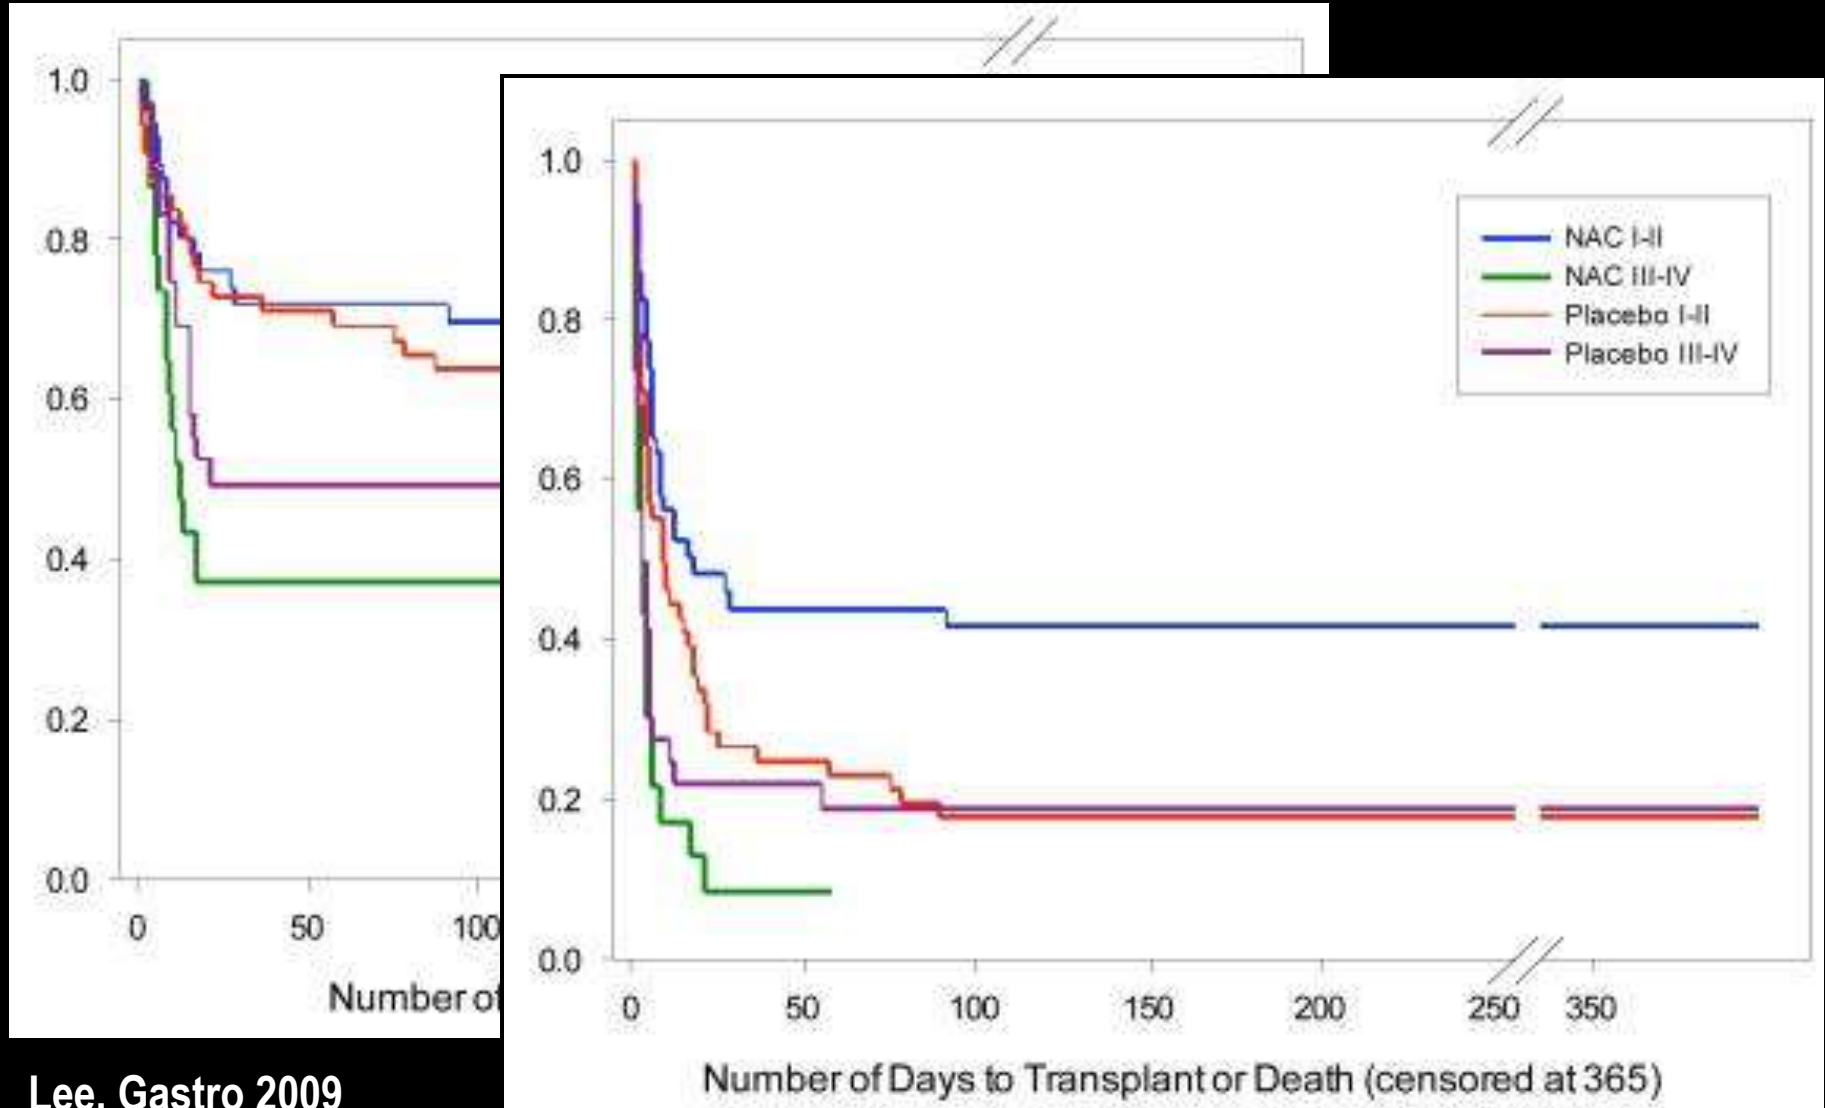 1.0
0.8
0.6
0.4
0.2
0.0
0 50 100
Number of
1.0
0.8
0.6
0.4
0.2
0.0
NAC I-II
NAC III-IV
Placebo I-II
Placebo III-IV
0 50 100 150 200 250 350
Number of Days to Transplant or Death (censored at 365)
Lee, Gastro 2009